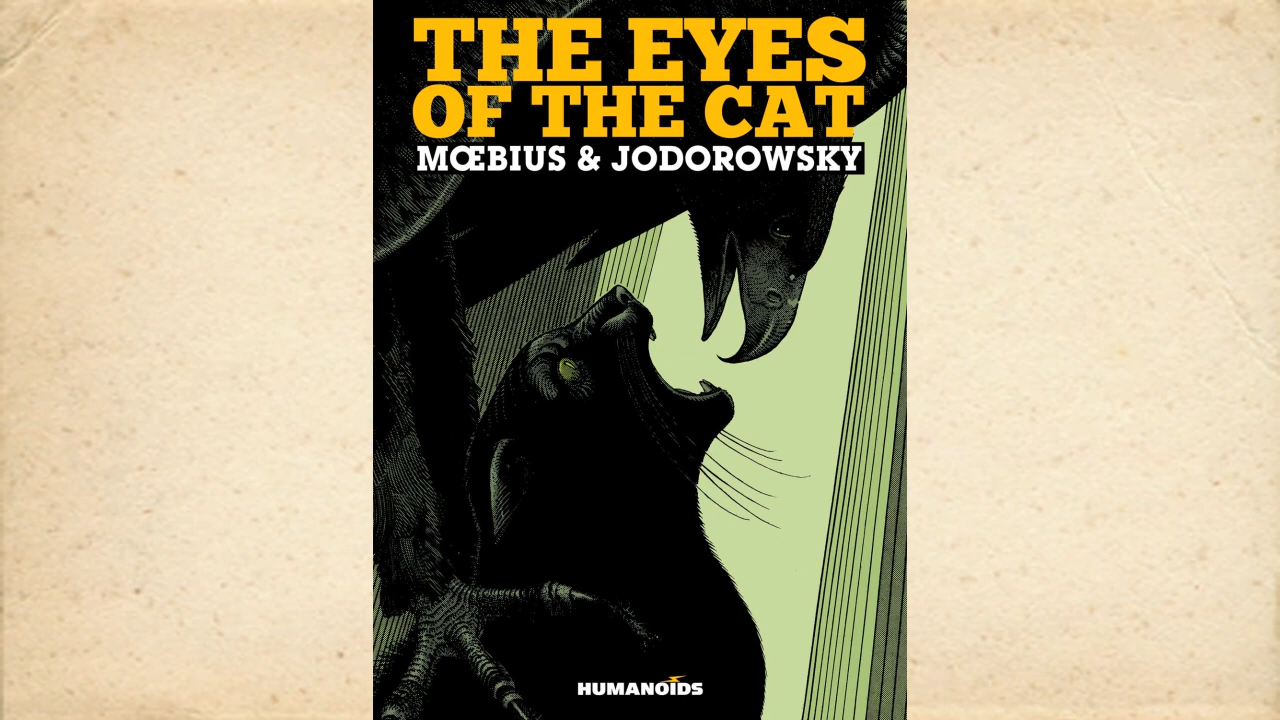 THE EYES
OF THE CAT
MŒBIUS & JODOROWSKY
HUMANOIDS